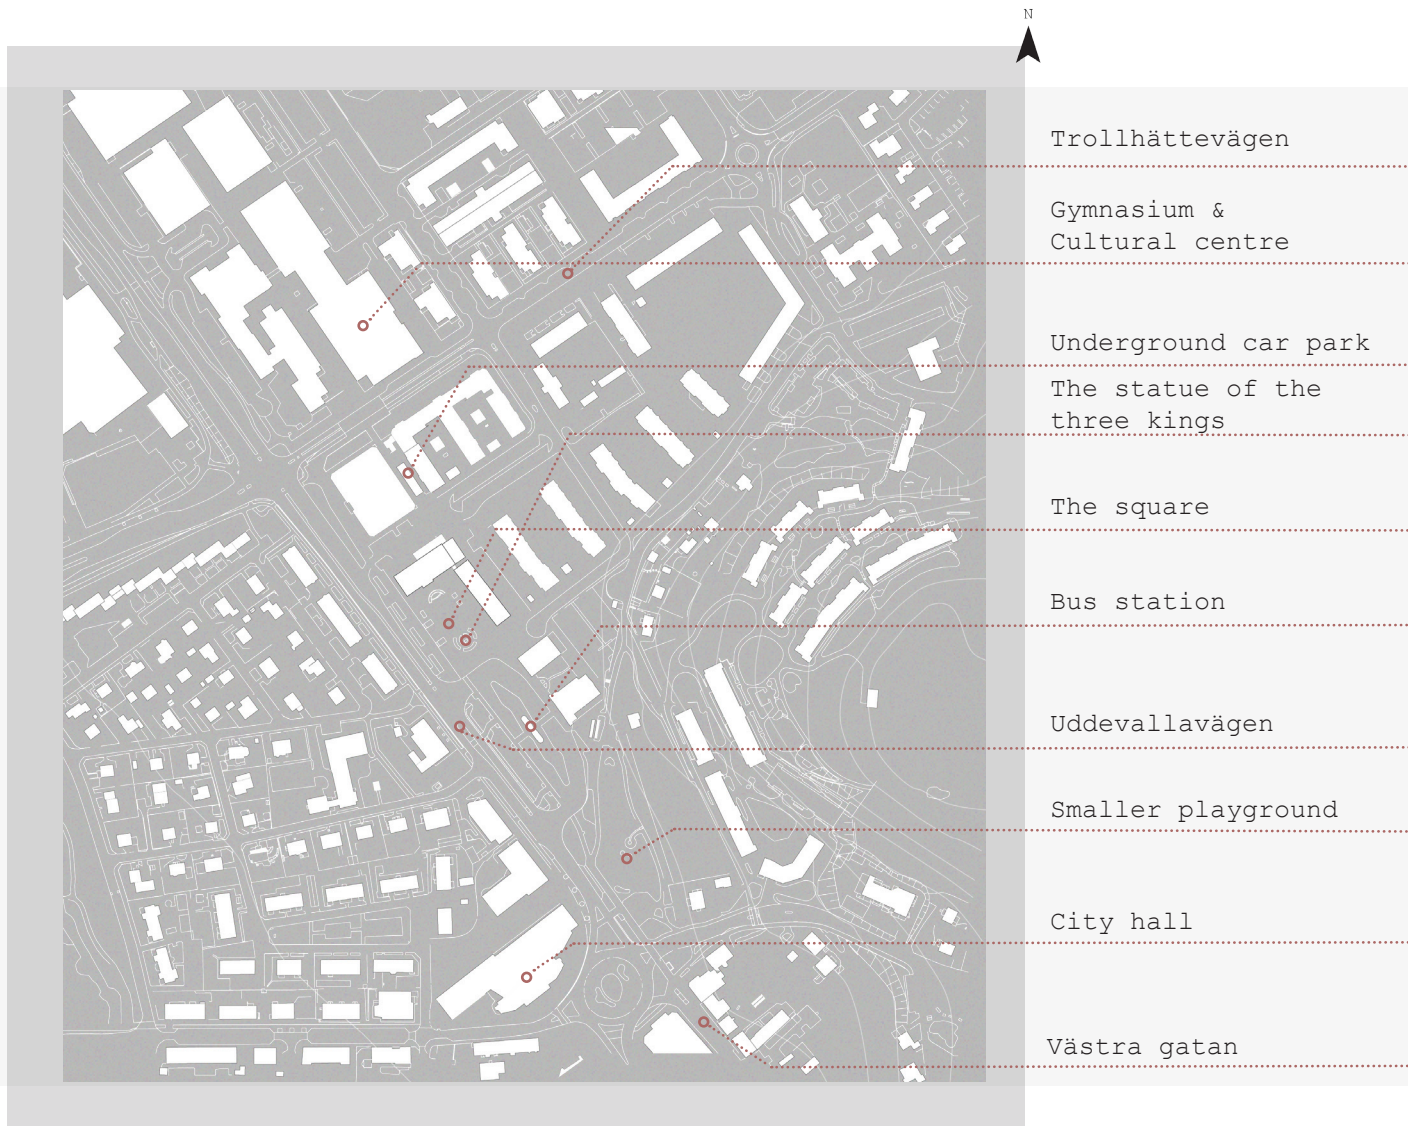 N
Trollhättevägen
Gymnasium &
Cultural centre
Underground car park
The statue of the
three kings
The square
Bus station
Uddevallavägen
Smaller playground
City hall
Västra gatan